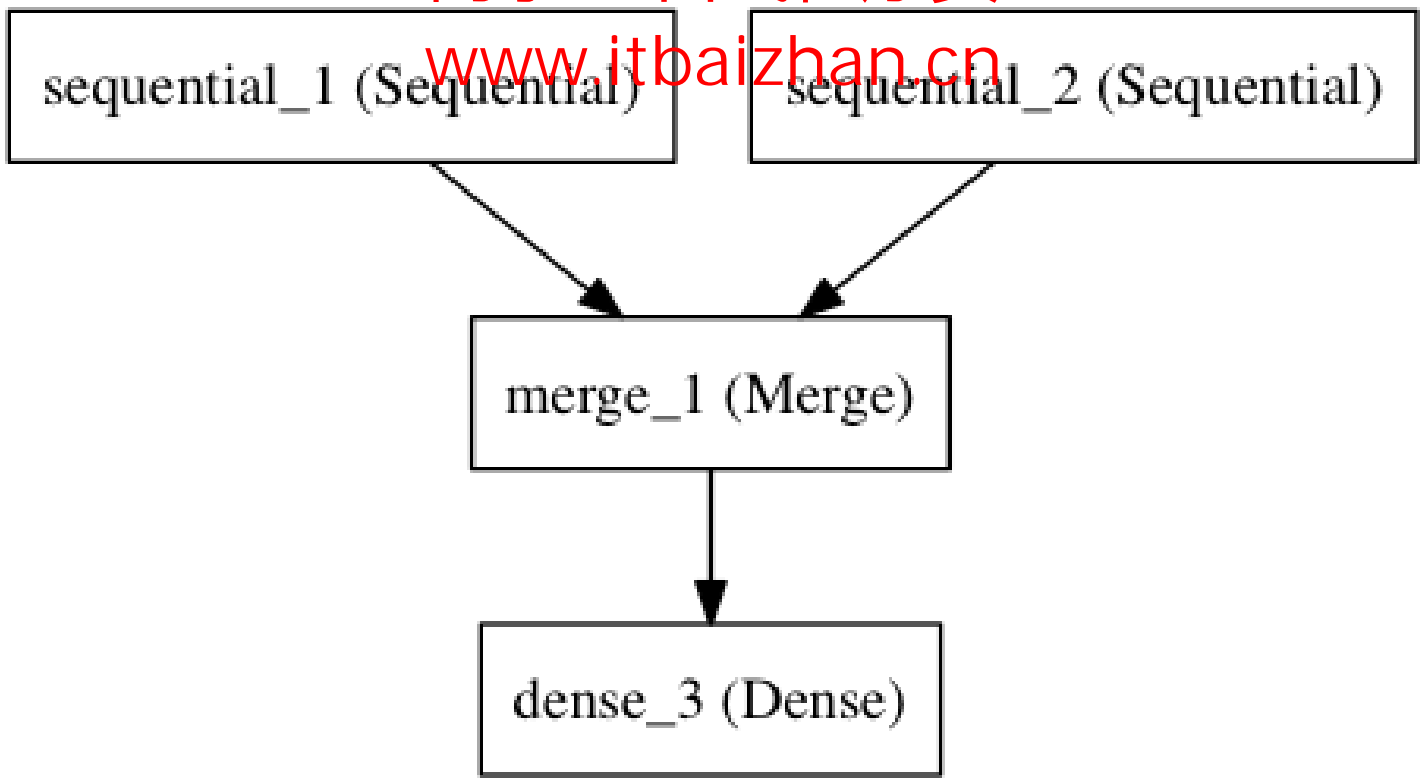 www.itbaizhan.cn
sequential_1 (Sequential)
sequential_2 (Sequential)
merge_1 (Merge)
dense_3 (Dense)